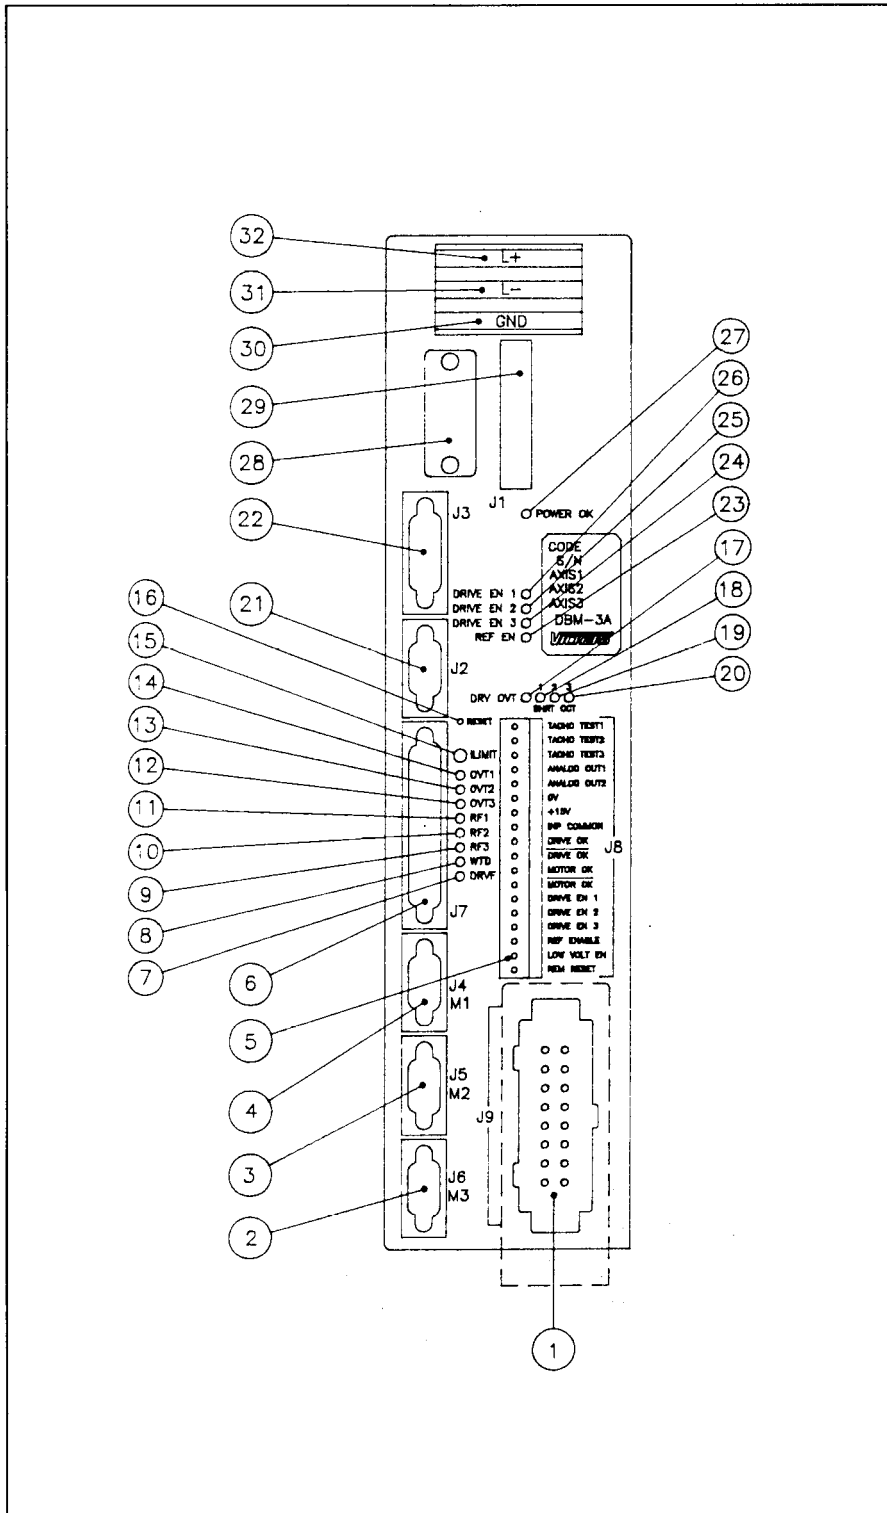 32
L+
31
L-
30
GND
27
29
26
25
28
24
J1
POWER OK
22
J3
23
CODE
S/N
AXIS1
AXIS2
AXIS3
DBM-3A
VICKERS
17
DRIVE EN 1
DRIVE EN 2
DRIVE EN 3
REF EN
16
21
18
15
J2
19
14
DRV OVT
1 2 3
20
SHRT CCT
13
RESET
12
ILIMIT
11
OVT1
OVT2
OVT3
10
RF1
RF2
9
RF3
8
WTD
7
DRVF
TACHO TEST1
TACHO TEST2
TACHO TEST3
ANALOG OUT1
ANALOG OUT2
0V
+15V
INP COMMON
DRIVE OK
DRIVE OK
MOTOR OK
MOTOR OK
DRIVE EN 1
DRIVE EN 2
DRIVE EN 3
REF ENABLE
LOW VOLT EN
REM RESET
J8
J7
6
J4
M1
5
J5
M2
4
J9
3
J6
M3
2
1